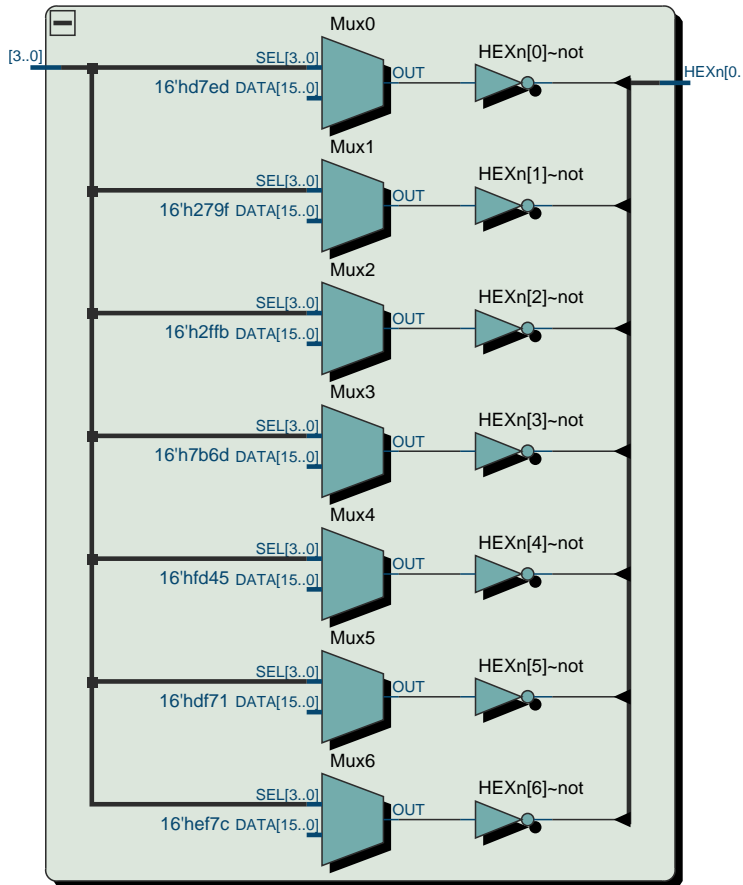 Mux0
HEXn[0]~not
[3..0]
SEL[3..0]
OUT
HEXn[0.
16'hd7ed DATA[15..0]
Mux1
HEXn[1]~not
SEL[3..0]
OUT
16'h279f DATA[15..0]
Mux2
HEXn[2]~not
SEL[3..0]
OUT
16'h2ffb DATA[15..0]
Mux3
HEXn[3]~not
SEL[3..0]
OUT
16'h7b6d DATA[15..0]
Mux4
HEXn[4]~not
SEL[3..0]
OUT
16'hfd45 DATA[15..0]
Mux5
HEXn[5]~not
SEL[3..0]
OUT
16'hdf71 DATA[15..0]
Mux6
HEXn[6]~not
SEL[3..0]
OUT
16'hef7c DATA[15..0]